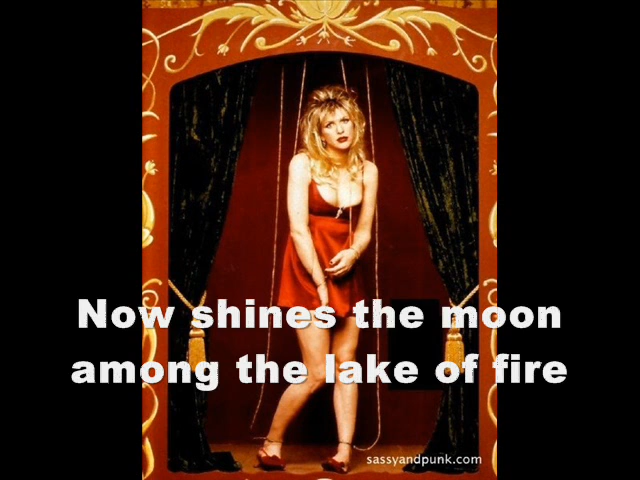 Now shines the moon
among the lake of fire
sassyandpunk.com